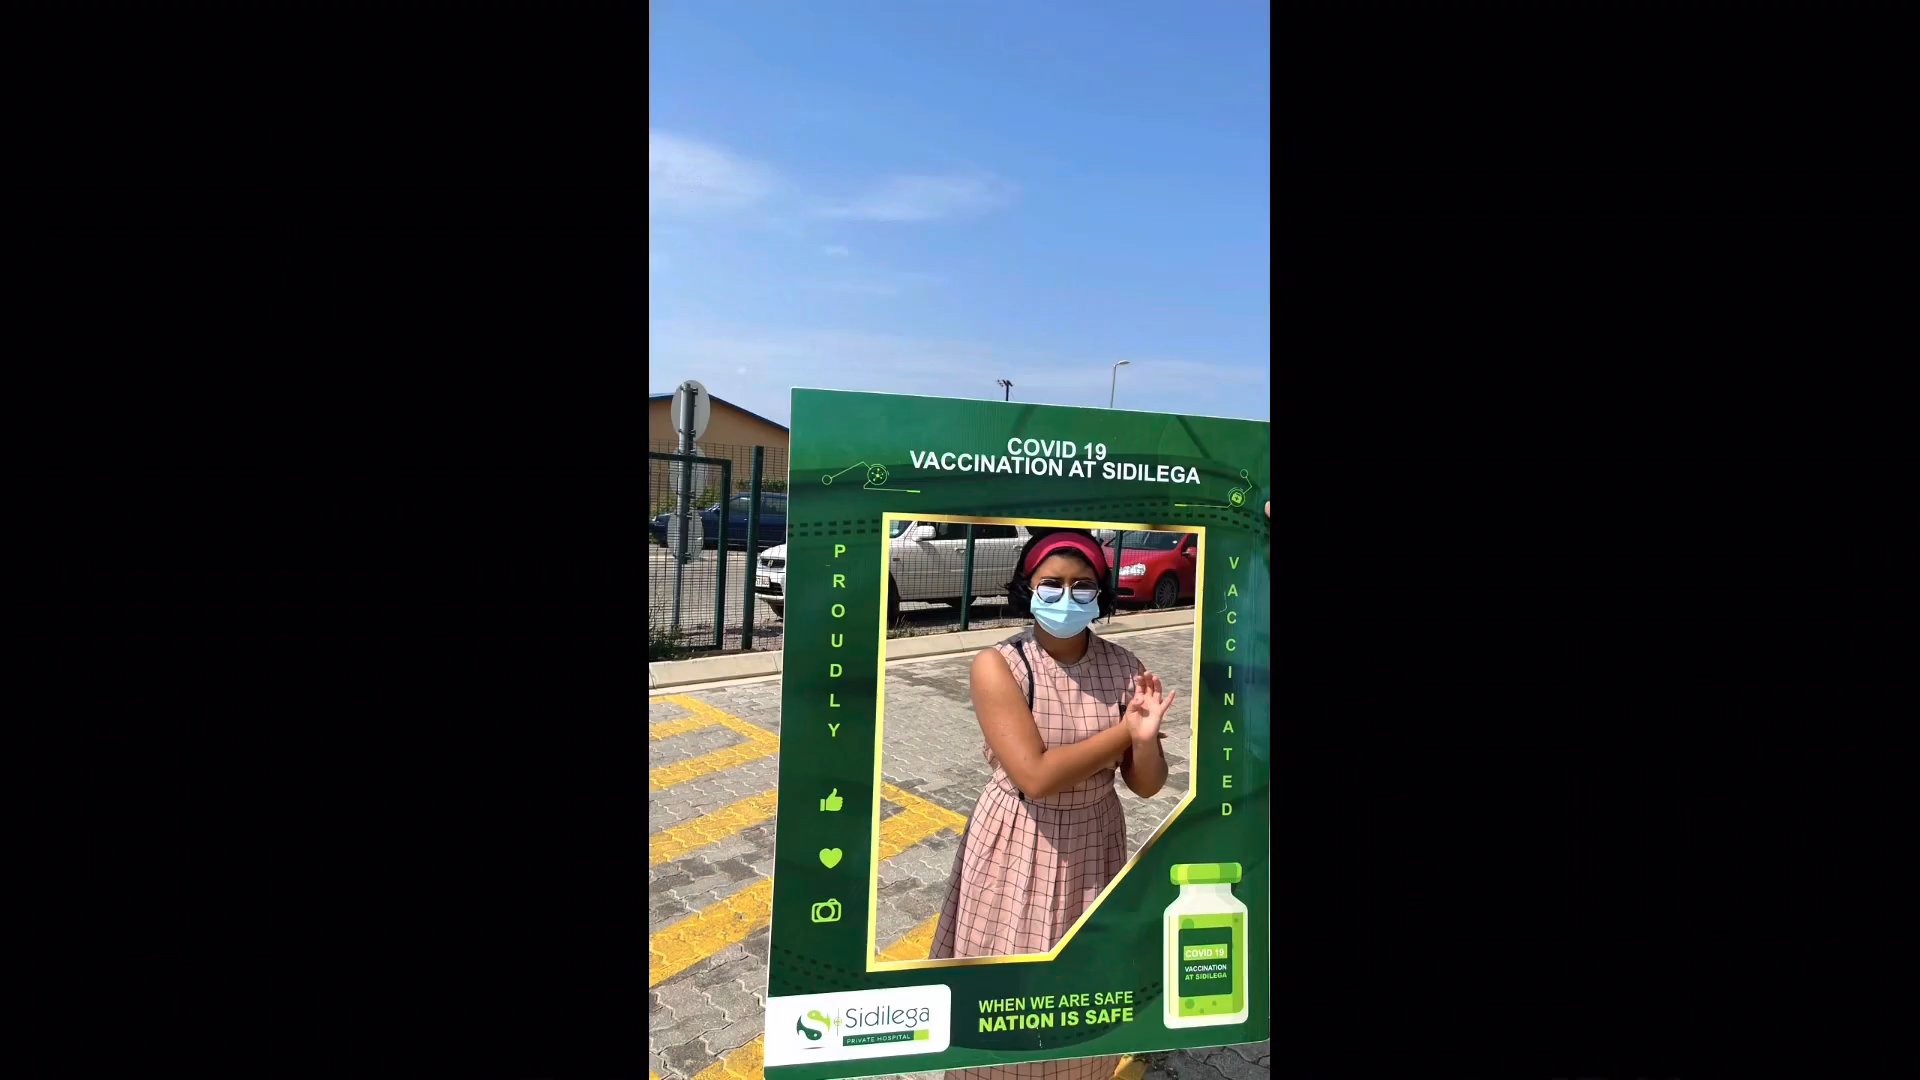 COVID 19
VACCINATION AT SIDILEGA
PROUDLY
VACCINATED
COVID 19
VACCINATION
AT SIDILEGA
Sidilega
PRIVATE HOSPITAL
WHEN WE ARE SAFE
NATION IS SAFE